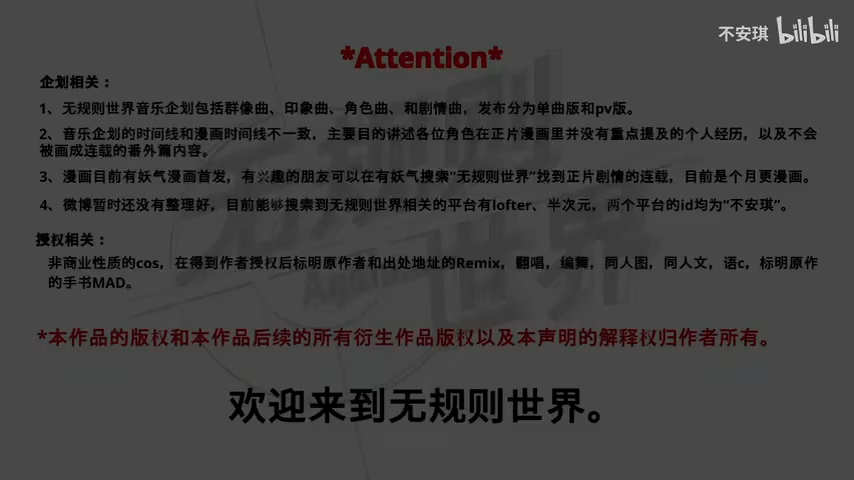 不安琪 bilibili
*Attention*
企划相关：
1、无规则世界音乐企划包括群像曲、印象曲、角色曲、和剧情曲，发布分为单曲版和pv版。
2、音乐企划的时间线和漫画时间线不一致，主要目的讲述各位角色在正片漫画里并没有重点提及的个人经历，以及不会
被画成连载的番外篇内容。
3、漫画目前有妖气漫画首发，有兴趣的朋友可以在有妖气搜索“无规则世界”找到正片剧情的连载，目前是个月更漫画。
4、微博暂时还没有整理好，目前能够搜索到无规则世界相关的平台有lofter、半次元，两个平台的id均为“不安琪”。
授权相关：
非商业性质的cos，在得到作者授权后标明原作者和出处地址的Remix，翻唱，编舞，同人图，同人文，语c，标明原作
的手书MAD。
*本作品的版权和本作品后续的所有衍生作品版权以及本声明的解释权归作者所有。
无规则
世界
欢迎来到无规则世界。